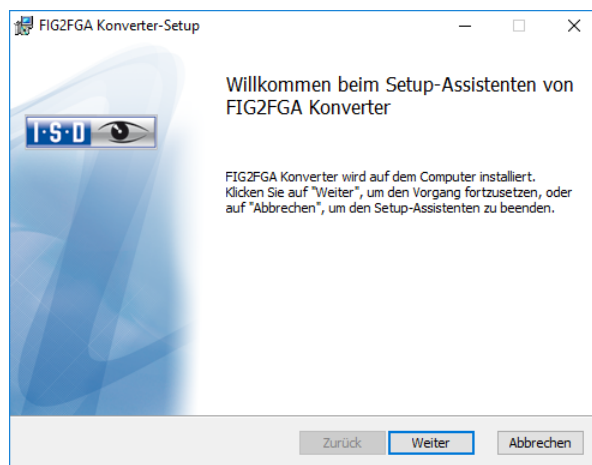 FIG2FGA Konverter-Setup
Willkommen beim Setup-Assistenten von
FIG2FGA Konverter
I·S·D
FIG2FGA Konverter wird auf dem Computer installiert.
Klicken Sie auf "Weiter", um den Vorgang fortzusetzen, oder
auf "Abbrechen", um den Setup-Assistenten zu beenden.
Zurück Weiter Abbrechen